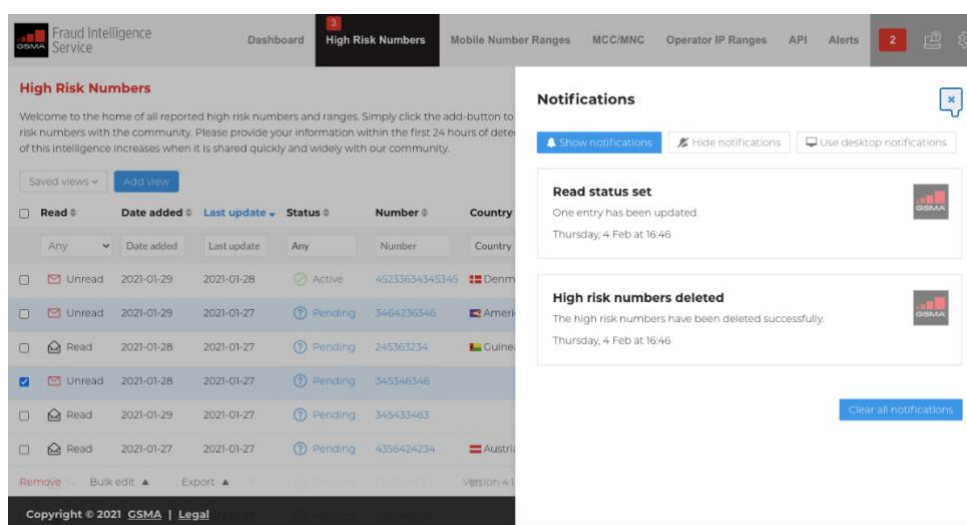 GSMA
Fraud Intelligence
Service
Dashboard
3
High Risk Numbers
Mobile Number Ranges
MCC/MNC
Operator IP Ranges
API
Alerts
2
High Risk Numbers
Welcome to the home of all reported high risk numbers and ranges. Simply click the add-button to
risk numbers with the community. Please provide your information within the first 24 hours of dete
of this intelligence increases when it is shared quickly and widely with our community.
Saved views
Add view
Read Date added Last update Status Number Country
Any Date added Last update Any Number Country
Unread 2021-01-29 2021-01-28 Active 45233634345345 Denm
Unread 2021-01-29 2021-01-27 Pending 3464236346 Ameri
Read 2021-01-28 2021-01-27 Pending 245363234 Guine
Unread 2021-01-28 2021-01-27 Pending 345346346
Read 2021-01-29 2021-01-27 Pending 345433463
Read 2021-01-27 2021-01-27 Pending 4356424234 Austri
Remove Bulk edit Export Version 4.1
Copyright © 2021 GSMA | Legal
Notifications
Show notifications
Hide notifications
Use desktop notifications
Read status set
One entry has been updated.
Thursday, 4 Feb at 16:46
GSMA
High risk numbers deleted
The high risk numbers have been deleted successfully.
Thursday, 4 Feb at 16:46
GSMA
Clear all notifications